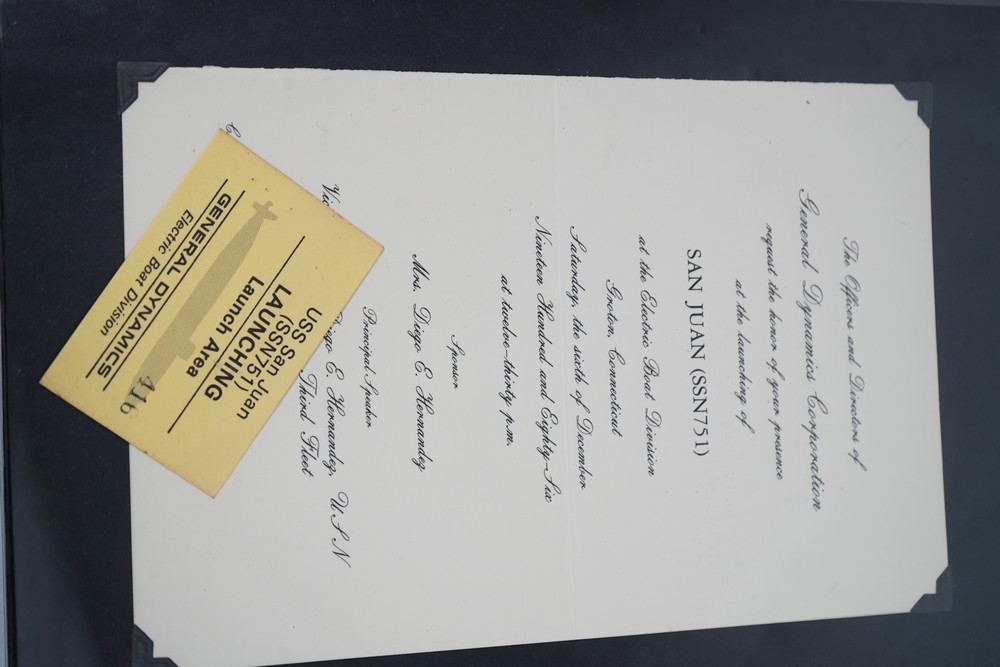 The Officers and Directors of
General Dynamics Corporation
request the honor of your presence
at the launching of
SAN JUAN (SSN751)
at the Electric Boat Division
Groton, Connecticut
Saturday, the sixth of December
Nineteen Hundred and Eighty-Six
at twelve-thirty p.m.
Sponsor
Mrs. Diego E. Hernandez
Principal Speaker
Diego E. Hernandez, USN
Third Fleet
USS San Juan
(SSN751)
LAUNCHING
Launch Area
416
GENERAL DYNAMICS
Electric Boat Division